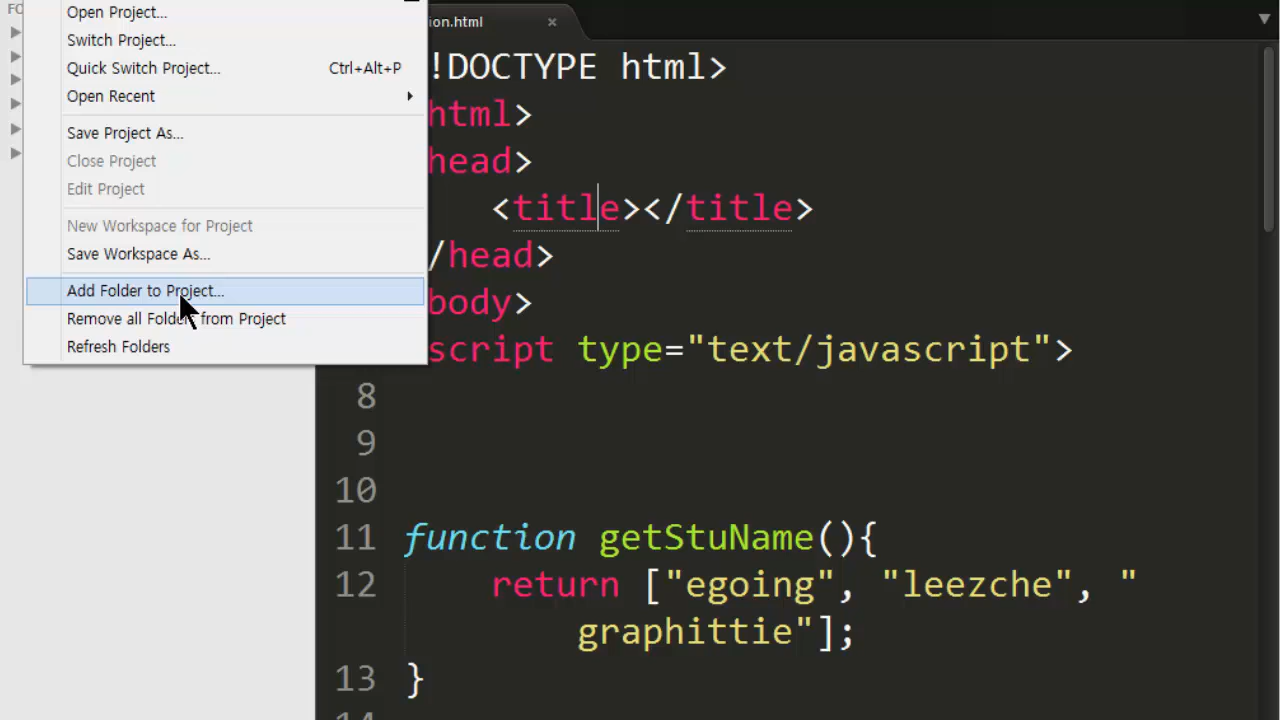 FO
Open Project...
Switch Project...
Quick Switch Project... Ctrl+Alt+P
Open Recent
Save Project As...
Close Project
Edit Project
New Workspace for Project
Save Workspace As...
Add Folder to Project...
Remove all Folders from Project
Refresh Folders
ion.html
!DOCTYPE html>
html>
head>
<title></title>
/head>
body>
script type="text/javascript">
8
9
10
11 function getStuName(){
12 return ["egoing", "leezche", "
graphittie"];
13 }
14